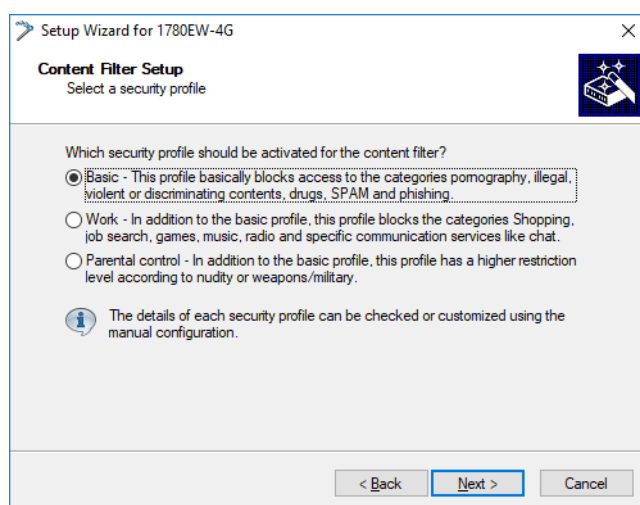 Setup Wizard for 1780EW-4G
Content Filter Setup
Select a security profile
Which security profile should be activated for the content filter?
Basic - This profile basically blocks access to the categories pornography, illegal,
violent or discriminating contents, drugs, SPAM and phishing.
Work - In addition to the basic profile, this profile blocks the categories Shopping,
job search, games, music, radio and specific communication services like chat.
Parental control - In addition to the basic profile, this profile has a higher restriction
level according to nudity or weapons/military.
The details of each security profile can be checked or customized using the
manual configuration.
< Back Next > Cancel